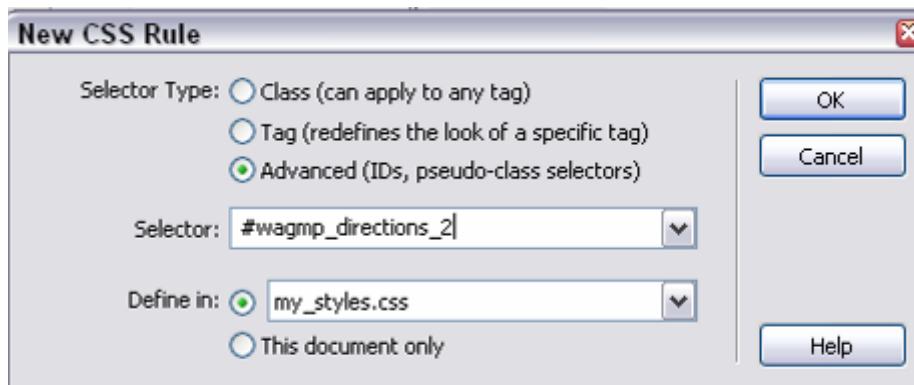 New CSS Rule
Selector Type: Class (can apply to any tag)
Tag (redefines the look of a specific tag)
Advanced (IDs, pseudo-class selectors)
Selector: #wagmp_directions_2
Define in: my_styles.css
This document only
OK
Cancel
Help